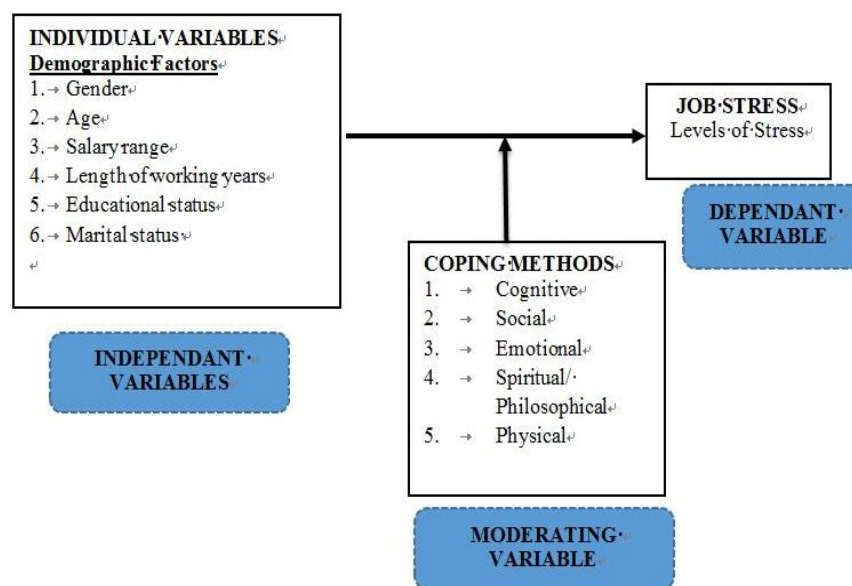 INDIVIDUAL VARIABLES
Demographic Factors
1. Gender
2. Age
3. Salary range
4. Length of working years
5. Educational status
6. Marital status
INDEPENDANT
VARIABLES
COPING METHODS
1. Cognitive
2. Social
3. Emotional
4. Spiritual/
Philosophical
5. Physical
MODERATING
VARIABLE
JOB STRESS
Levels of Stress
DEPENDANT
VARIABLE